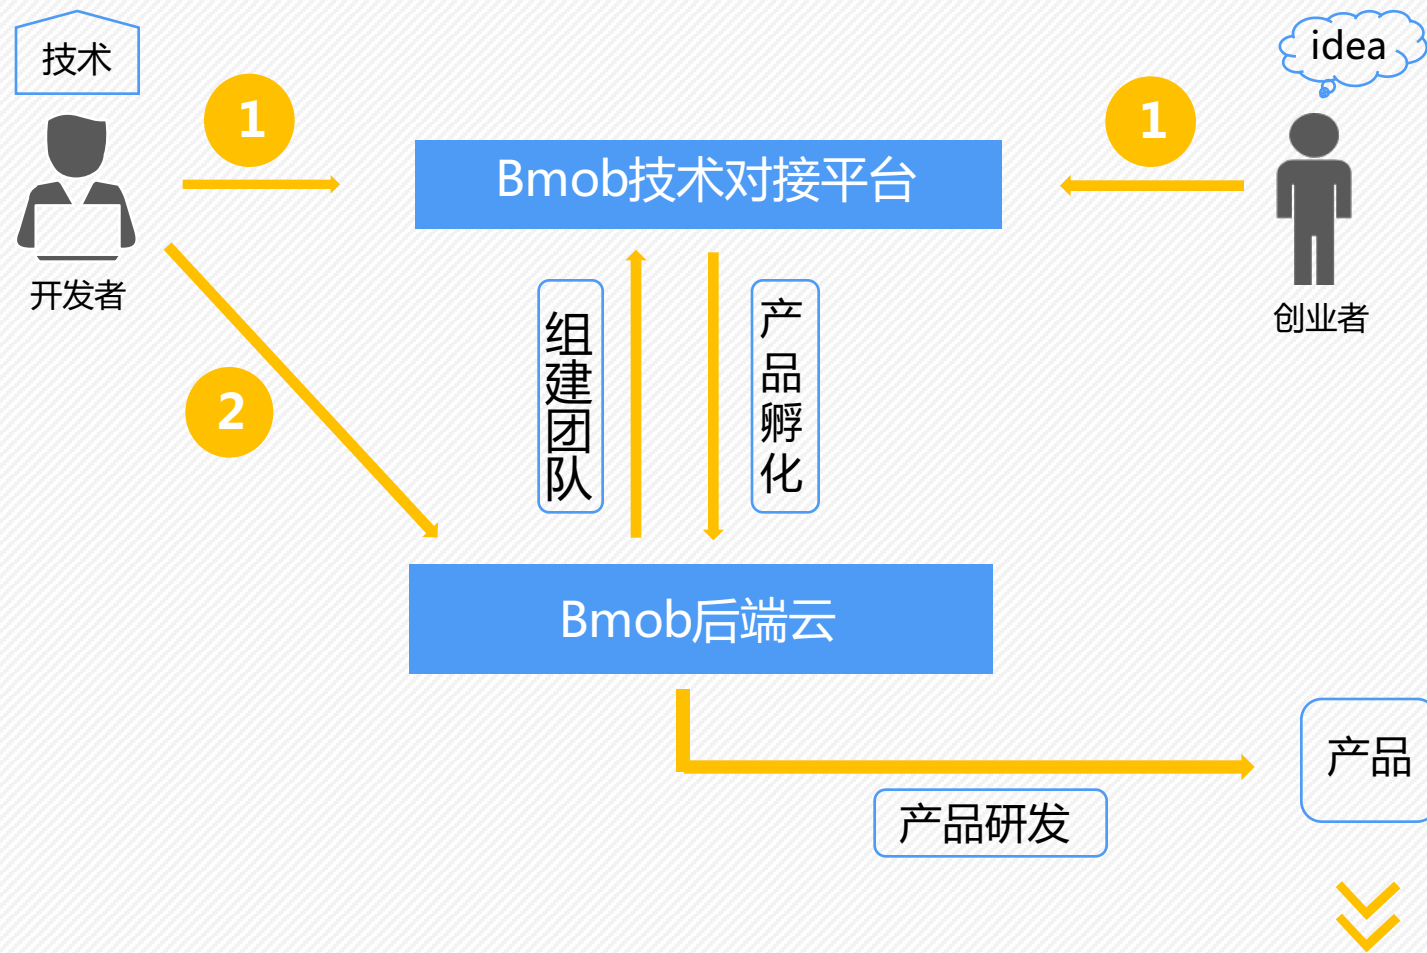 技术
idea
1
1
Bmob技术对接平台
开发者
创业者
组建团队
产品孵化
2
Bmob后端云
产品
产品研发